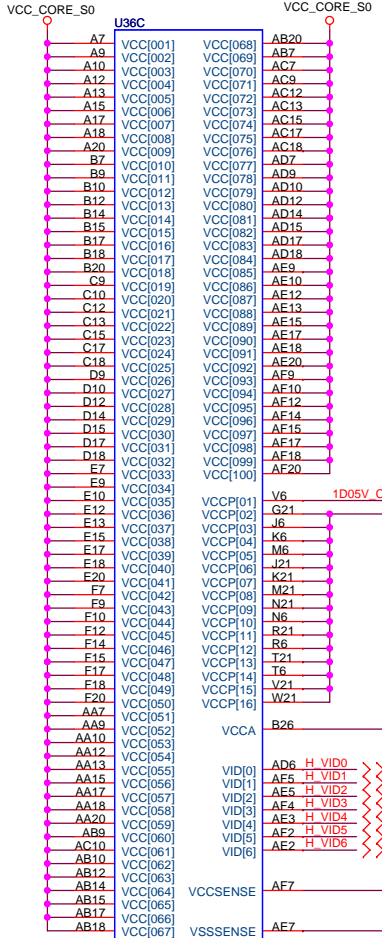 VCC_CORE_S0 VCC_CORE_S0
U36C
A7 VCC[001] VCC[068] AB20
A9 VCC[002] VCC[069] AB7
A10 VCC[003] VCC[070] AC7
A12 VCC[004] VCC[071] AC9
A13 VCC[005] VCC[072] AC12
A15 VCC[006] VCC[073] AC13
A17 VCC[007] VCC[074] AC15
A18 VCC[008] VCC[075] AC17
A20 VCC[009] VCC[076] AC18
B7 VCC[010] VCC[077] AD7
B9 VCC[011] VCC[078] AD9
B10 VCC[012] VCC[079] AD10
B12 VCC[013] VCC[080] AD12
B14 VCC[014] VCC[081] AD14
B15 VCC[015] VCC[082] AD15
B17 VCC[016] VCC[083] AD17
B18 VCC[017] VCC[084] AD18
B20 VCC[018] VCC[085] AE9
C9 VCC[019] VCC[086] AE10
C10 VCC[020] VCC[087] AE12
C12 VCC[021] VCC[088] AE13
C13 VCC[022] VCC[089] AE15
C15 VCC[023] VCC[090] AE17
C17 VCC[024] VCC[091] AE18
C18 VCC[025] VCC[092] AE20
D9 VCC[026] VCC[093] AF9
D10 VCC[027] VCC[094] AF10
D12 VCC[028] VCC[095] AF12
D14 VCC[029] VCC[096] AF14
D15 VCC[030] VCC[097] AF15
D17 VCC[031] VCC[098] AF17
D18 VCC[032] VCC[099] AF18
E7 VCC[033] VCC[100] AF20
E9 VCC[034]
E10 VCC[035] VCCP[01] V6 1D05V_
E12 VCC[036] VCCP[02] G21
E13 VCC[037] VCCP[03] J6
E15 VCC[038] VCCP[04] K6
E17 VCC[039] VCCP[05] M6
E18 VCC[040] VCCP[06] J21
E20 VCC[041] VCCP[07] K21
F7 VCC[042] VCCP[08] M21
F9 VCC[043] VCCP[09] N21
F10 VCC[044] VCCP[10] N6
F12 VCC[045] VCCP[11] R21
F14 VCC[046] VCCP[12] R6
F15 VCC[047] VCCP[13] T21
F17 VCC[048] VCCP[14] T6
F18 VCC[049] VCCP[15] V21
F20 VCC[050] VCCP[16] W21
AA7 VCC[051]
AA9 VCC[052] VCCA B26
AA10 VCC[053]
AA12 VCC[054]
AA13 VCC[055] VID[0] AD6 H_VID0
AA15 VCC[056] VID[1] AF5 H_VID1
AA17 VCC[057] VID[2] AE5 H_VID2
AA18 VCC[058] VID[3] AF4 H_VID3
AA20 VCC[059] VID[4] AE3 H_VID4
AB9 VCC[060] VID[5] AF2 H_VID5
AC10 VCC[061] VID[6] AE2 H_VID6
AB10 VCC[062]
AB12 VCC[063]
AB14 VCC[064] VCCSENSE AF7
AB15 VCC[065]
AB17 VCC[066]
AB18 VCC[067] VSSSENSE AE7